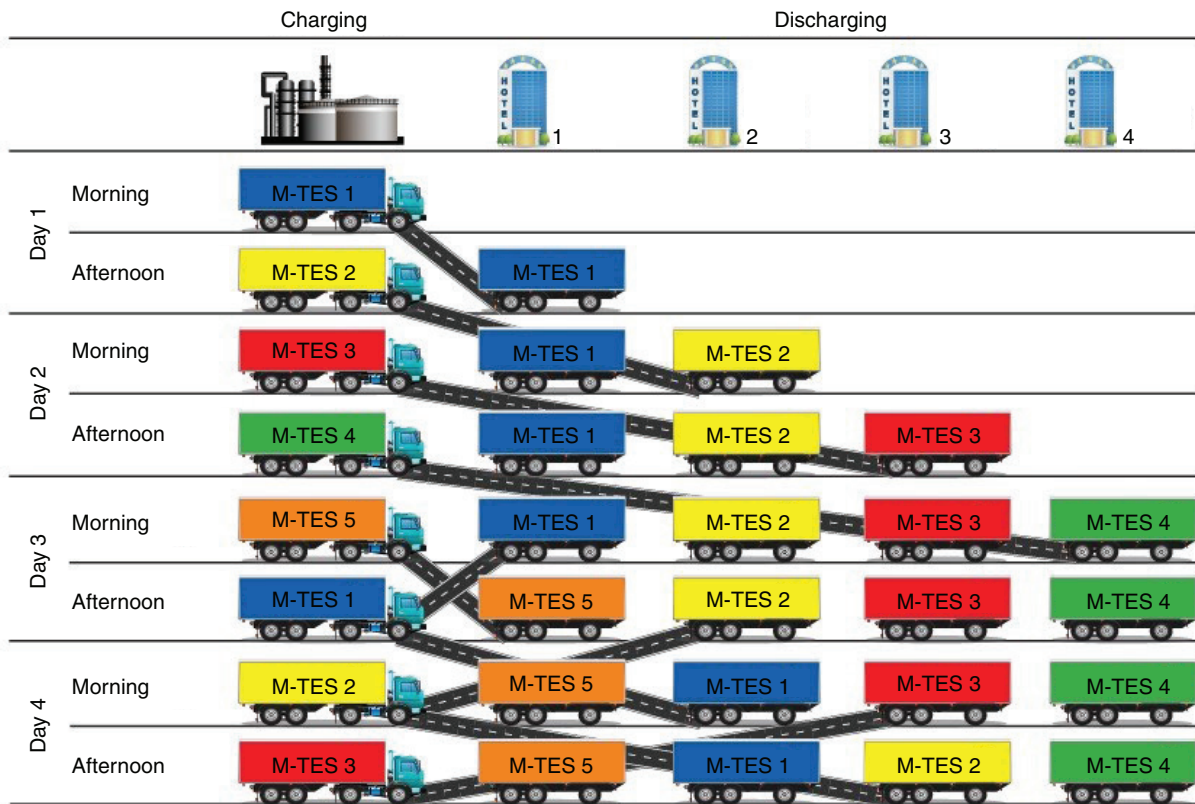 Charging Discharging
HOTEL 1 HOTEL 2 HOTEL 3 HOTEL 4
Day 1
Morning M-TES 1
Afternoon M-TES 2 M-TES 1
Day 2
Morning M-TES 3 M-TES 1 M-TES 2
Afternoon M-TES 4 M-TES 1 M-TES 2 M-TES 3
Day 3
Morning M-TES 5 M-TES 1 M-TES 2 M-TES 3 M-TES 4
Afternoon M-TES 1 M-TES 5 M-TES 2 M-TES 3 M-TES 4
Day 4
Morning M-TES 2 M-TES 5 M-TES 1 M-TES 3 M-TES 4
Afternoon M-TES 3 M-TES 5 M-TES 1 M-TES 2 M-TES 4